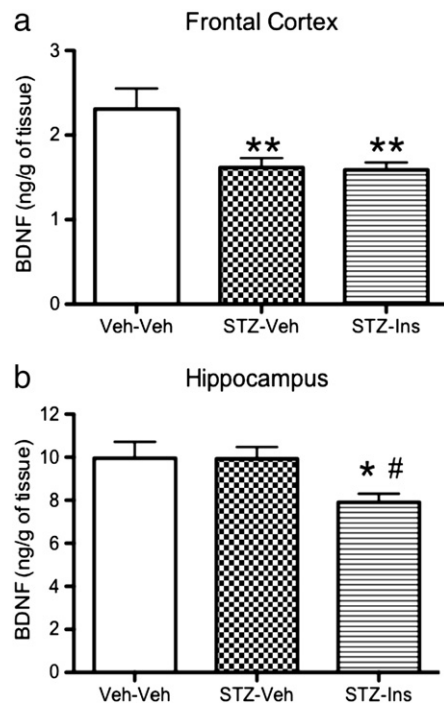 a
Frontal Cortex
BDNF (ng/g of tissue)
3
2
1
0
** **
Veh-Veh STZ-Veh STZ-Ins
b
Hippocampus
BDNF (ng/g of tissue)
12
10
8
6
4
2
0
* #
Veh-Veh STZ-Veh STZ-Ins